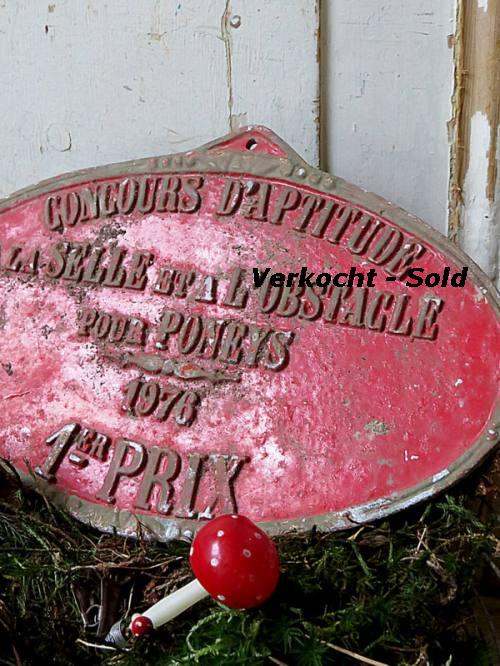 CONCOURS D'APTITUDE
A LA SELLE ET A L'OBSTACLE
POUR PONEYS
1976
1ER PRIX
Verkocht - Sold